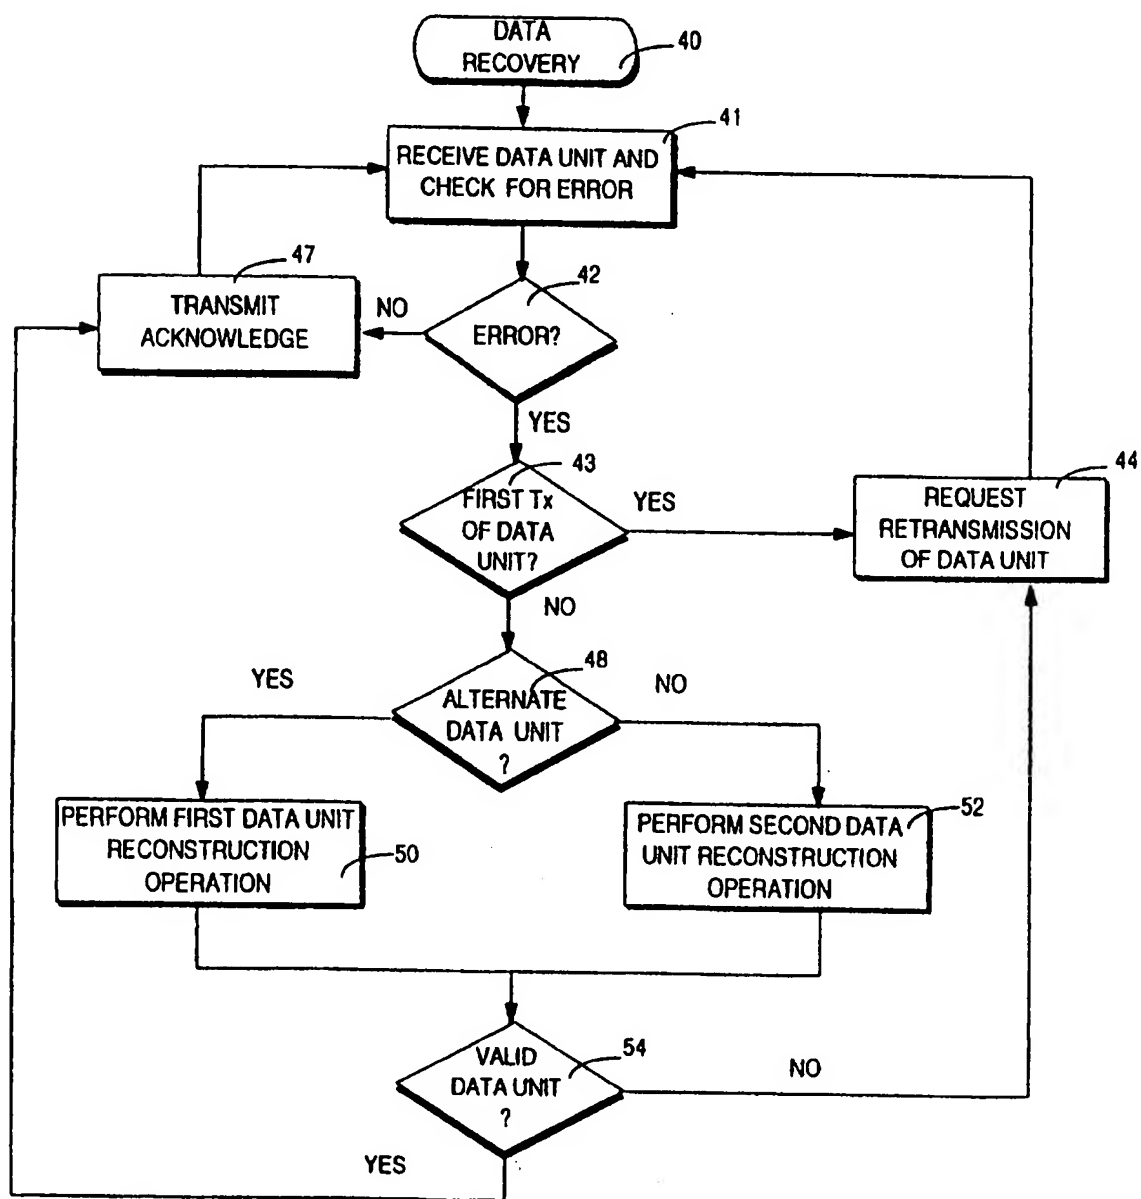 DATA
RECOVERY
40
41
RECEIVE DATA UNIT AND
CHECK FOR ERROR
47
TRANSMIT
ACKNOWLEDGE
NO
42
ERROR?
YES
43
FIRST Tx
OF DATA
UNIT?
YES
44
REQUEST
RETRANSMISSION
OF DATA UNIT
NO
48
YES
ALTERNATE
DATA UNIT
?
NO
PERFORM FIRST DATA UNIT
RECONSTRUCTION
OPERATION
50
PERFORM SECOND DATA
UNIT RECONSTRUCTION
OPERATION
52
VALID
DATA UNIT
?
54
NO
YES